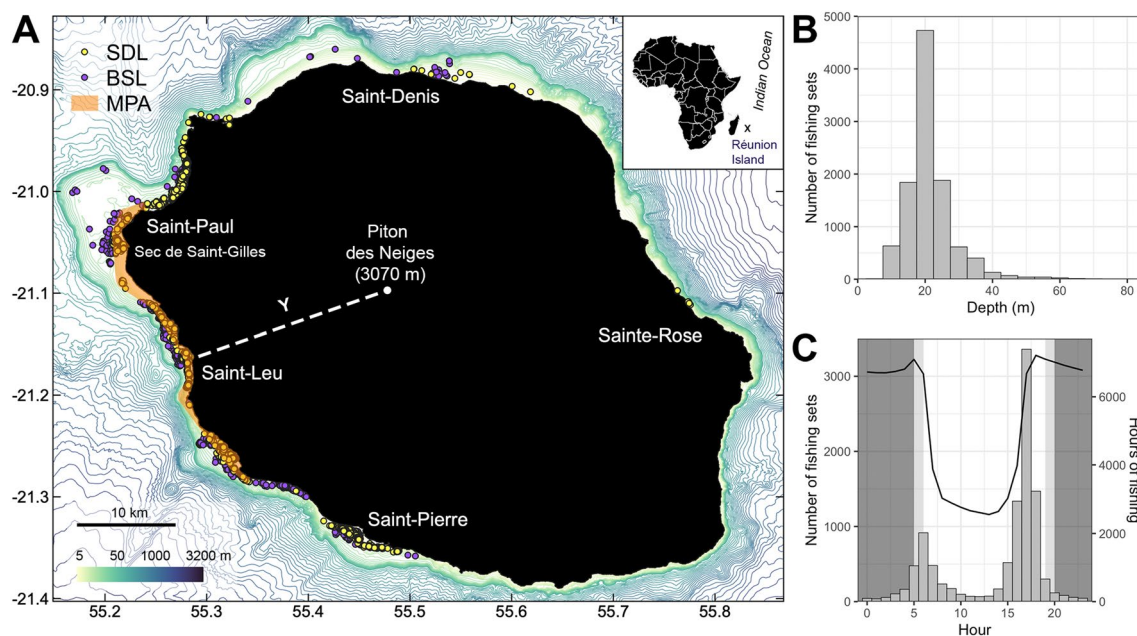 A
SDL
BSL
MPA
Saint-Denis
Indian Ocean
x
Réunion
Island
-20.9
-21.0
-21.1
-21.2
-21.3
-21.4
Saint-Paul
Sec de Saint-Gilles
Piton
des Neiges
(3070 m)
Y
Sainte-Rose
Saint-Leu
Saint-Pierre
10 km
5 50 1000 3200 m
55.2 55.3 55.4 55.5 55.6 55.7 55.8
B
Number of fishing sets
5000
4000
3000
2000
1000
0
0 20 40 60 80
Depth (m)
C
Number of fishing sets
3000
2000
1000
0
6000
4000
2000
0
Hours of fishing
0 5 10 15 20
Hour